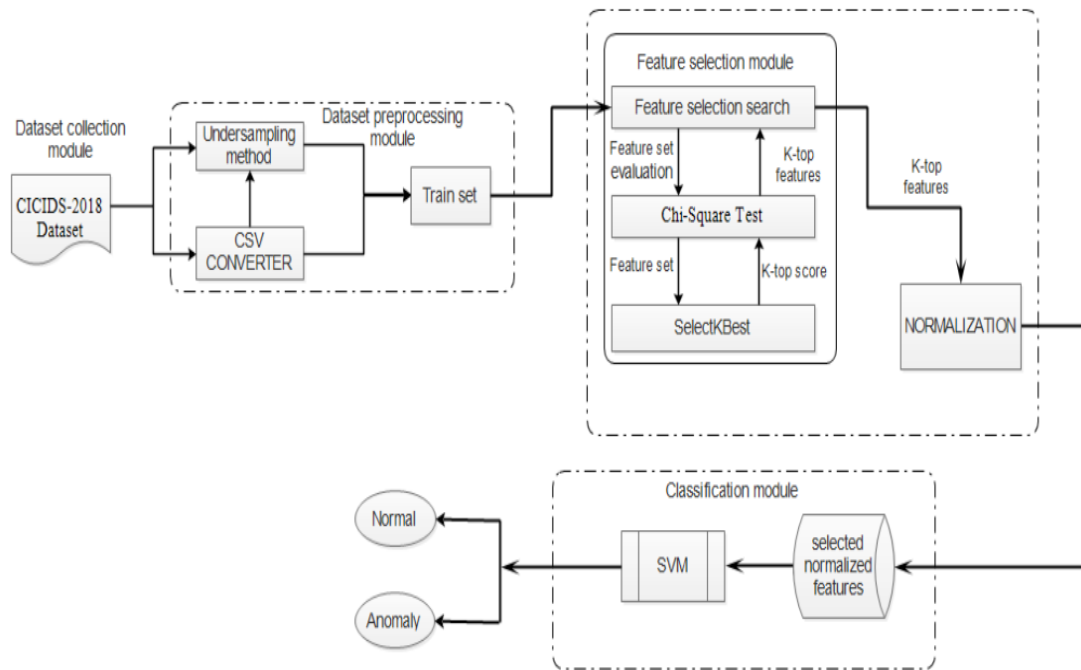 Dataset collection
module
CICIDS-2018
Dataset
Dataset preprocessing
module
Undersampling
method
CSV
CONVERTER
Train set
Feature selection module
Feature selection search
Feature set
evaluation
K-top
features
Chi-Square Test
Feature set
K-top score
SelectKBest
K-top
features
NORMALIZATION
Classification module
selected
normalized
features
SVM
Normal
Anomaly